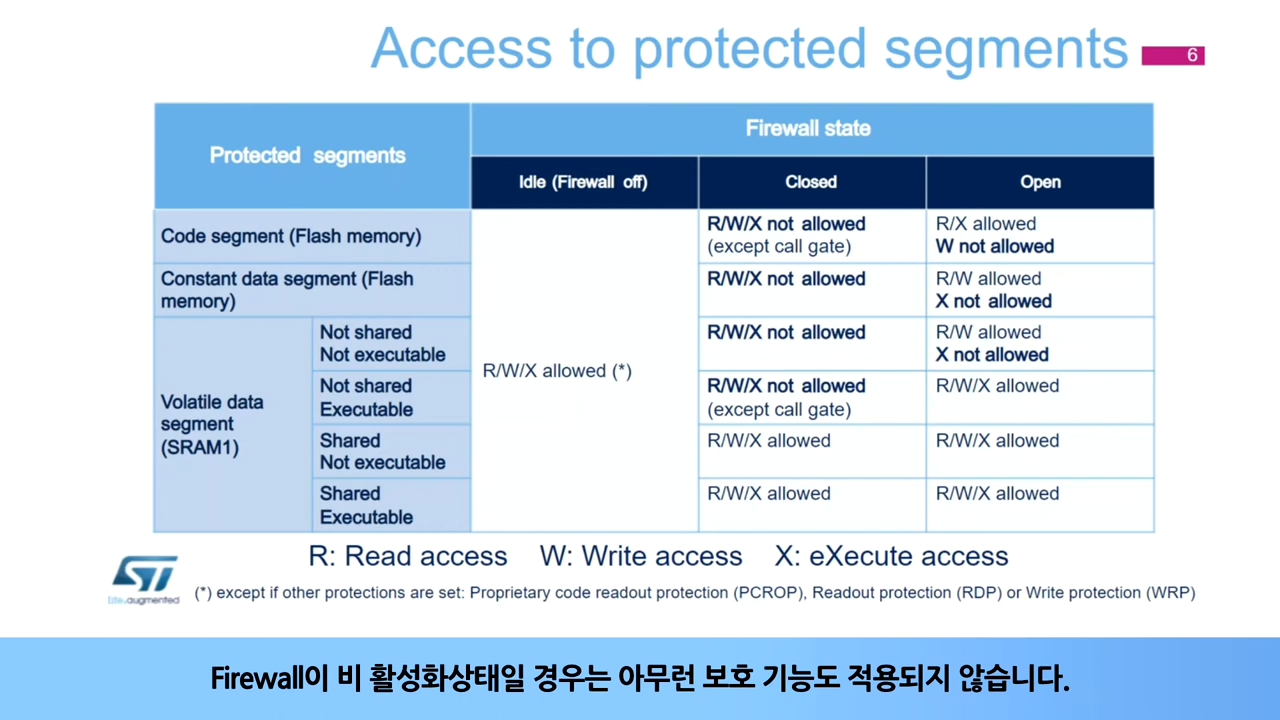 Access to protected segments
6
Protected segments
Firewall state
Idle (Firewall off)
Closed
Open
Code segment (Flash memory)
R/W/X not allowed
(except call gate)
R/X allowed
W not allowed
Constant data segment (Flash
memory)
R/W/X not allowed
R/W allowed
X not allowed
Volatile data
segment
(SRAM1)
Not shared
Not executable
R/W/X allowed (*)
R/W/X not allowed
R/W allowed
X not allowed
Not shared
Executable
R/W/X not allowed
(except call gate)
R/W/X allowed
Shared
Not executable
R/W/X allowed
R/W/X allowed
Shared
Executable
R/W/X allowed
R/W/X allowed
R: Read access W: Write access X: eXecute access
ST
life.augmented
(*) except if other protections are set: Proprietary code readout protection (PCROP), Readout protection (RDP) or Write protection (WRP)
Firewall이 비 활성화상태일 경우는 아무런 보호 기능도 적용되지 않습니다.